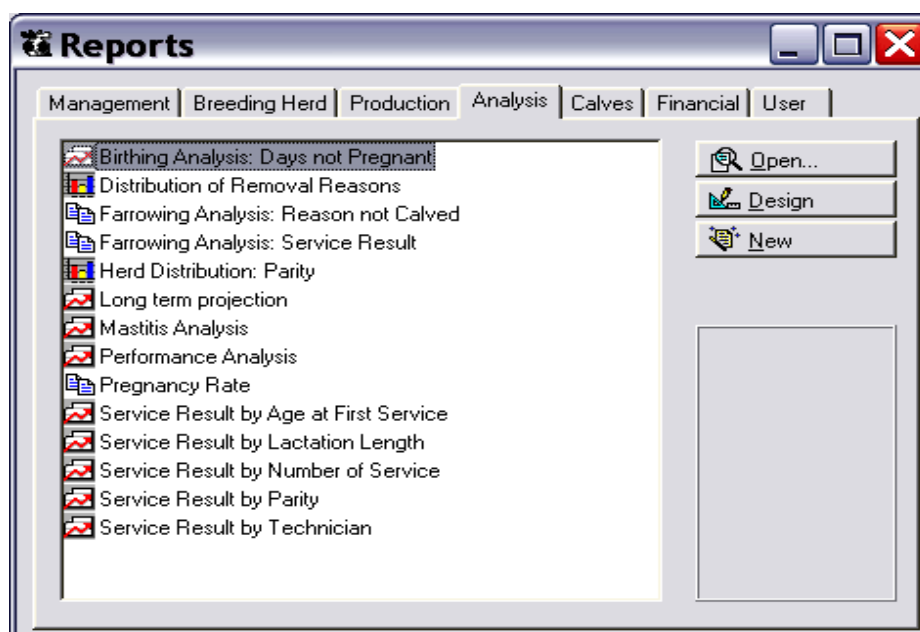 Reports
Management Breeding Herd Production Analysis Calves Financial User
Birthing Analysis: Days not Pregnant
Distribution of Removal Reasons
Farrowing Analysis: Reason not Calved
Farrowing Analysis: Service Result
Herd Distribution: Parity
Long term projection
Mastitis Analysis
Performance Analysis
Pregnancy Rate
Service Result by Age at First Service
Service Result by Lactation Length
Service Result by Number of Service
Service Result by Parity
Service Result by Technician
Open...
Design
New